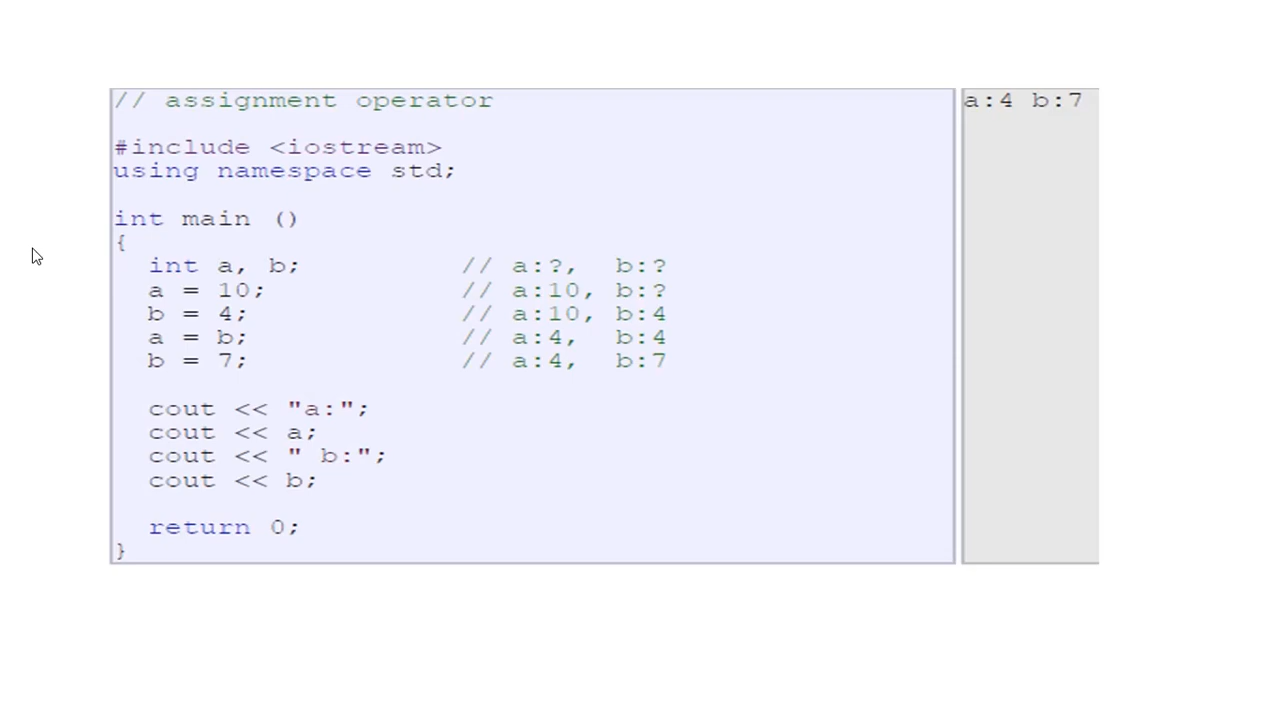 // assignment operator
#include <iostream>
using namespace std;
int main ()
{
  int a, b;         // a:?,  b:?
  a = 10;           // a:10, b:?
  b = 4;            // a:10, b:4
  a = b;            // a:4,  b:4
  b = 7;            // a:4,  b:7
  cout << "a:";
  cout << a;
  cout << " b:";
  cout << b;
  return 0;
}
a:4 b:7